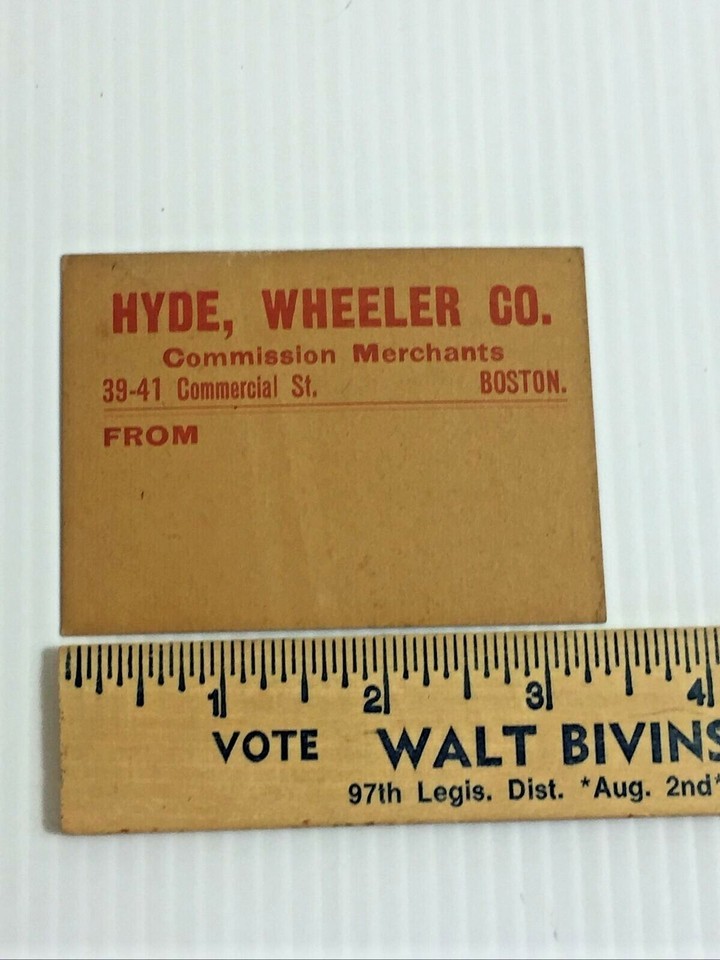 HYDE, WHEELER CO.
Commission Merchants
39-41 Commercial St. BOSTON.
FROM
1 2 3 4
VOTE WALT BIVINS
97th Legis. Dist. *Aug. 2nd*